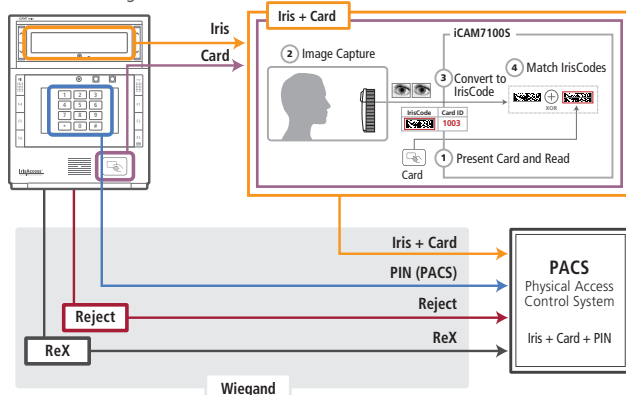 Iris
Card
Iris + Card
iCAM7100S
2 Image Capture
3 Convert to
IrisCode
4 Match IrisCodes
XOR
IrisCode Card ID
1003
Card
1 Present Card and Read
1 2 3
4 5 6
7 8 9
* 0 #
IrisAccess
Iris + Card
PIN (PACS)
Reject
ReX
Reject
ReX
PACS
Physical Access
Control System
Iris + Card + PIN
Wiegand